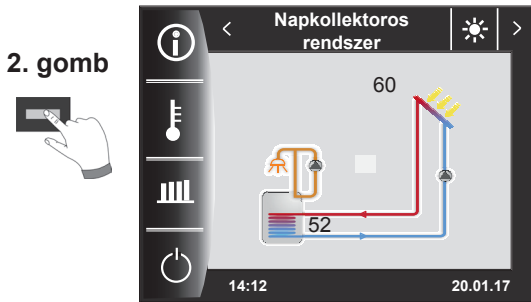 2. gomb
< Napkollektoros >
rendszer
60
52
14:12 20.01.17